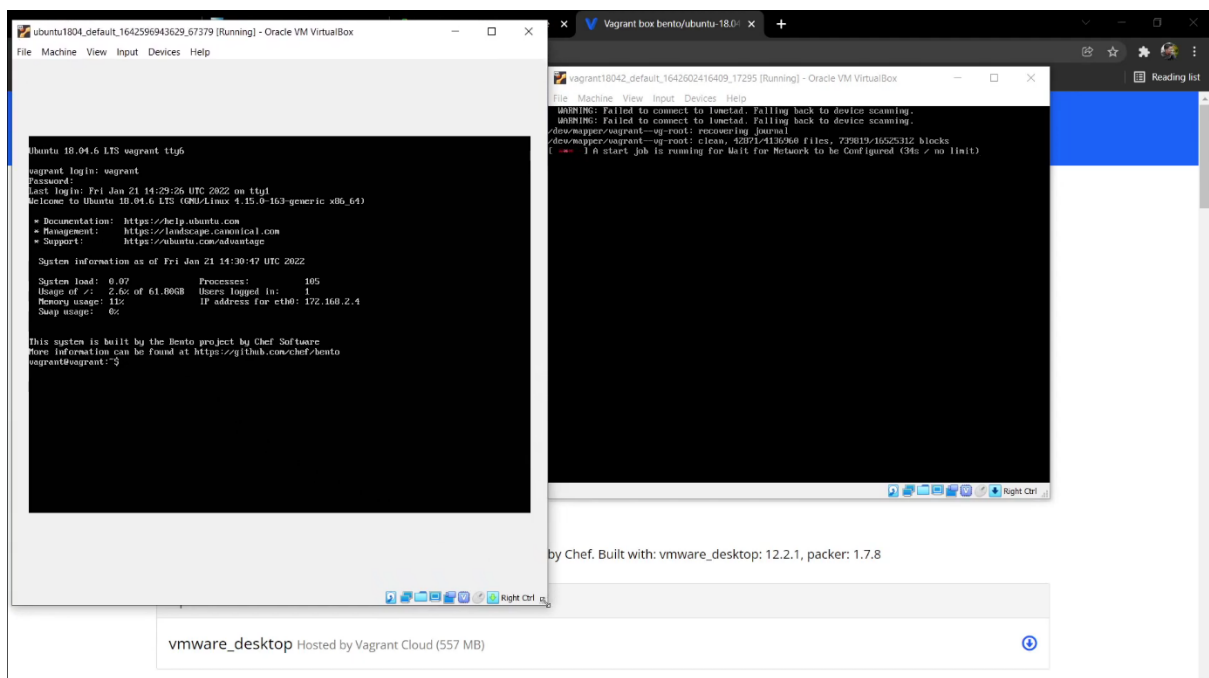 ubuntu1804_default_1642596943629_67379 [Running] - Oracle VM VirtualBox
File Machine View Input Devices Help
Ubuntu 18.04.6 LTS vagrant tty6
vagrant login: vagrant
Password:
Last login: Fri Jan 21 14:29:26 UTC 2022 on tty1
Welcome to Ubuntu 18.04.6 LTS (GNU/Linux 4.15.0-163-generic x86_64)
* Documentation: https://help.ubuntu.com
* Management: https://landscape.canonical.com
* Support: https://ubuntu.com/advantage
System information as of Fri Jan 21 14:30:47 UTC 2022
System load: 0.07 Processes: 105
Usage of /: 2.6% of 61.80GB Users logged in: 1
Memory usage: 11% IP address for eth0: 172.168.2.4
Swap usage: 0%
This system is built by the Bento project by Chef Software
More information can be found at https://github.com/chef/bento
vagrant@vagrant:~$
Right Ctrl
Vagrant box bento/ubuntu-18.04
Reading list
vagrant18042_default_1642602416409_17295 [Running] - Oracle VM VirtualBox
File Machine View Input Devices Help
WARNING: Failed to connect to lvmetad. Falling back to device scanning.
WARNING: Failed to connect to lvmetad. Falling back to device scanning.
/dev/mapper/vagrant--vg-root: recovering journal
/dev/mapper/vagrant--vg-root: clean, 42871/4136960 files, 739819/16525312 blocks
[ *** ] A start job is running for Wait for Network to be Configured (34s / no limit)
Right Ctrl
by Chef. Built with: vmware_desktop: 12.2.1, packer: 1.7.8
vmware_desktop Hosted by Vagrant Cloud (557 MB)